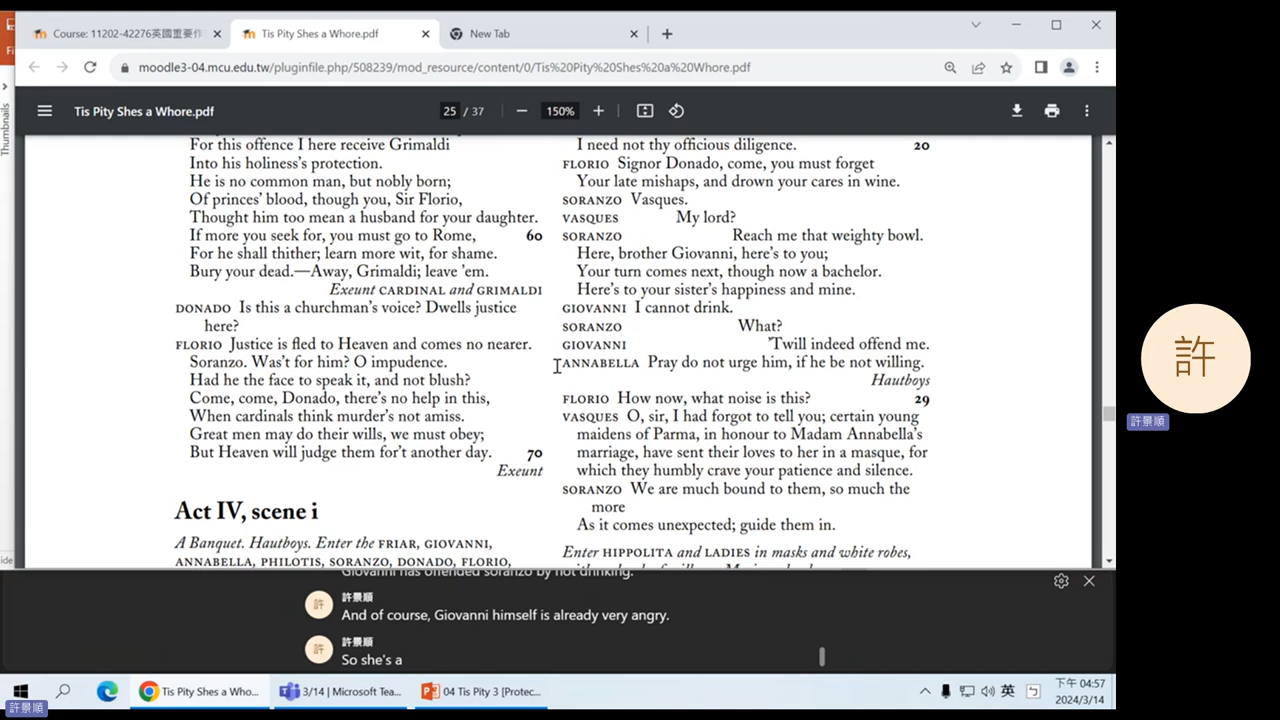 Course: 11202-42276英國重要作
Tis Pity Shes a Whore.pdf
New Tab
moodle3-04.mcu.edu.tw/pluginfile.php/508239/mod_resource/content/0/Tis%20Pity%20Shes%20a%20Whore.pdf
Thumbnails
Tis Pity Shes a Whore.pdf
25 / 37
150%
For this offence I here receive Grimaldi
Into his holiness's protection.
He is no common man, but nobly born;
Of princes' blood, though you, Sir Florio,
Thought him too mean a husband for your daughter.
If more you seek for, you must go to Rome, 60
For he shall thither; learn more wit, for shame.
Bury your dead.—Away, Grimaldi; leave 'em.
Exeunt CARDINAL and GRIMALDI
DONADO Is this a churchman's voice? Dwells justice
here?
FLORIO Justice is fled to Heaven and comes no nearer.
Soranzo. Was't for him? O impudence.
Had he the face to speak it, and not blush?
Come, come, Donado, there's no help in this,
When cardinals think murder's not amiss.
Great men may do their wills, we must obey;
But Heaven will judge them for't another day. 70
Exeunt
Act IV, scene i
A Banquet. Hautboys. Enter the FRIAR, GIOVANNI,
ANNABELLA, PHILOTIS, SORANZO, DONADO, FLORIO,
I need not thy officious diligence. 20
FLORIO Signor Donado, come, you must forget
Your late mishaps, and drown your cares in wine.
SORANZO Vasques.
VASQUES My lord?
SORANZO Reach me that weighty bowl.
Here, brother Giovanni, here's to you;
Your turn comes next, though now a bachelor.
Here's to your sister's happiness and mine.
GIOVANNI I cannot drink.
SORANZO What?
GIOVANNI 'Twill indeed offend me.
ANNABELLA Pray do not urge him, if he be not willing.
Hautboys
FLORIO How now, what noise is this? 29
VASQUES O, sir, I had forgot to tell you; certain young
maidens of Parma, in honour to Madam Annabella's
marriage, have sent their loves to her in a masque, for
which they humbly crave your patience and silence.
SORANZO We are much bound to them, so much the
more
As it comes unexpected; guide them in.
Enter HIPPOLITA and LADIES in masks and white robes,
Giovanni has offended soranzo by not drinking.
許
許景順
And of course, Giovanni himself is already very angry.
許
許景順
So she's a
許
許景順
Tis Pity Shes a Who...
3/14 | Microsoft Tea...
04 Tis Pity 3 [Protec...
英
下午 04:57
2024/3/14
許景順